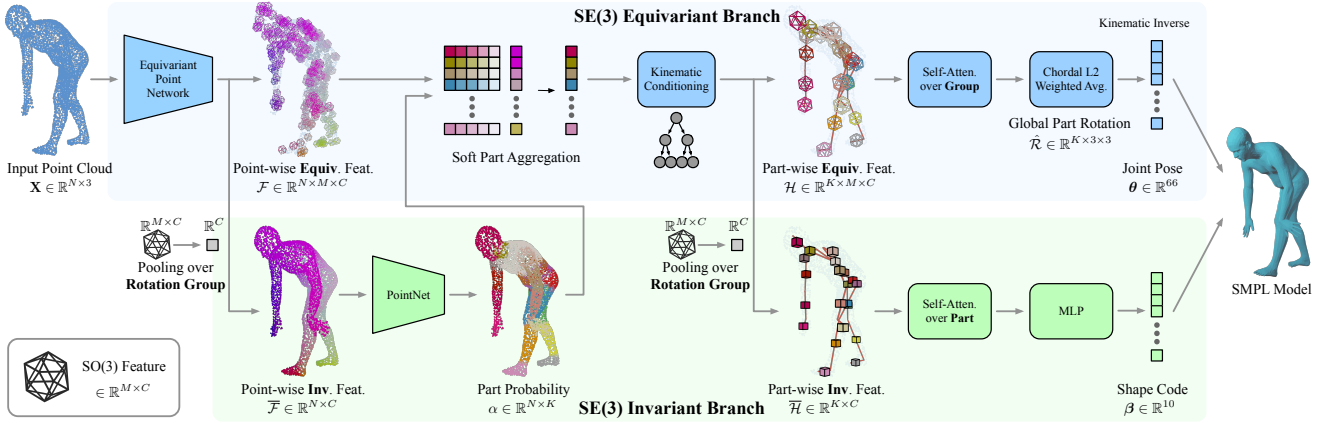 SE(3) Equivariant Branch
Equivariant
Point
Network
Kinematic
Conditioning
Self-Atten.
over Group
Chordal L2
Weighted Avg.
Kinematic Inverse
Input Point Cloud
X ∈ ℝ^{N×3}
Point-wise Equiv. Feat.
ℱ ∈ ℝ^{N×M×C}
Soft Part Aggregation
Part-wise Equiv. Feat.
ℋ ∈ ℝ^{K×M×C}
Global Part Rotation
R̂ ∈ ℝ^{K×3×3}
Joint Pose
θ ∈ ℝ^{66}
ℝ^{M×C} ℝ^C
Pooling over
Rotation Group
PointNet
ℝ^{M×C} ℝ^C
Pooling over
Rotation Group
Self-Atten.
over Part
MLP
SMPL Model
SO(3) Feature
∈ ℝ^{M×C}
Point-wise Inv. Feat.
ℱ̅ ∈ ℝ^{N×C}
Part Probability
α ∈ ℝ^{N×K}
Part-wise Inv. Feat.
ℋ̅ ∈ ℝ^{K×C}
Shape Code
β ∈ ℝ^{10}
SE(3) Invariant Branch